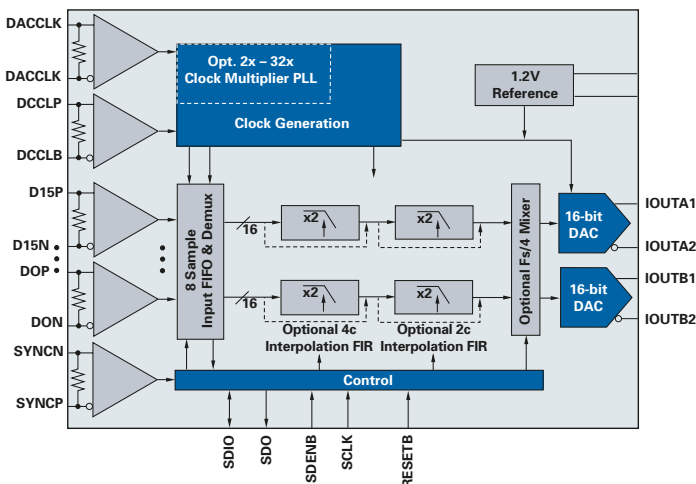 DACCLK
DACCLK
DCCLP
DCCLB
D15P
D15N
DOP
DON
SYNCN
SYNCP
Opt. 2x – 32x
Clock Multiplier PLL
Clock Generation
1.2V
Reference
8 Sample
Input FIFO & Demux
16
x2
x2
16
x2
x2
Optional 4c
Interpolation FIR
Optional 2c
Interpolation FIR
Optional Fs/4 Mixer
16-bit
DAC
16-bit
DAC
IOUTA1
IOUTA2
IOUTB1
IOUTB2
Control
SDIO
SDO
SDENB
SCLK
RESETB